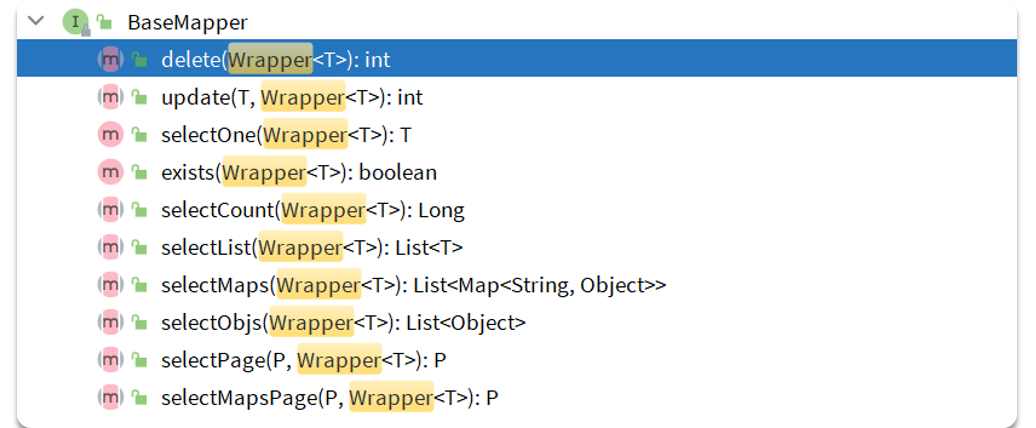 I BaseMapper
m delete(Wrapper<T>): int
m update(T, Wrapper<T>): int
m selectOne(Wrapper<T>): T
m exists(Wrapper<T>): boolean
m selectCount(Wrapper<T>): Long
m selectList(Wrapper<T>): List<T>
m selectMaps(Wrapper<T>): List<Map<String, Object>>
m selectObjs(Wrapper<T>): List<Object>
m selectPage(P, Wrapper<T>): P
m selectMapsPage(P, Wrapper<T>): P